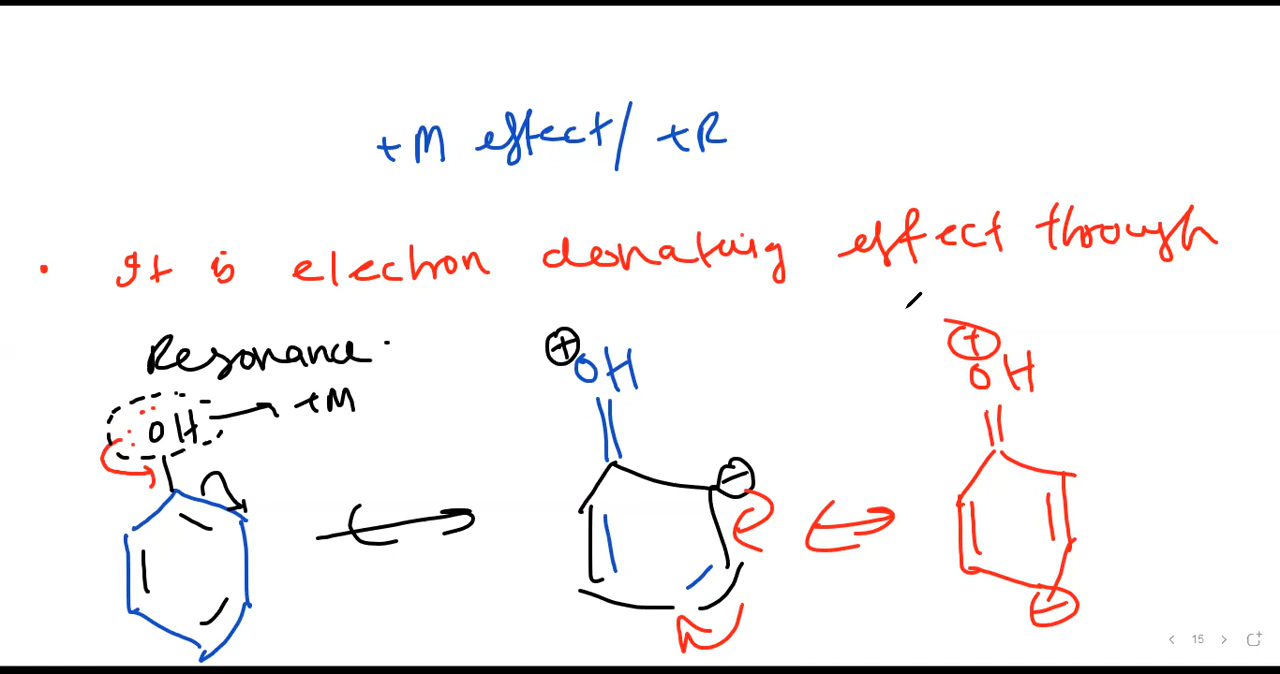 +M effect / +R
. It is electron donating effect through
Resonance.
⊕
OH
⊕
OH
:OH → +M
⊖
⊖
15